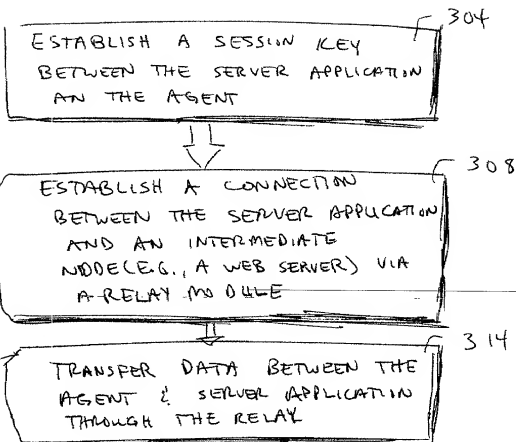 304
ESTABLISH A SESSION KEY
BETWEEN THE SERVER APPLICATION
AN THE AGENT
308
ESTABLISH A CONNECTION
BETWEEN THE SERVER APPLICATION
AND AN INTERMEDIATE
NODE(E.G., A WEB SERVER) VIA
A RELAY MODULE
314
TRANSFER DATA BETWEEN THE
AGENT & SERVER APPLICATION
THROUGH THE RELAY